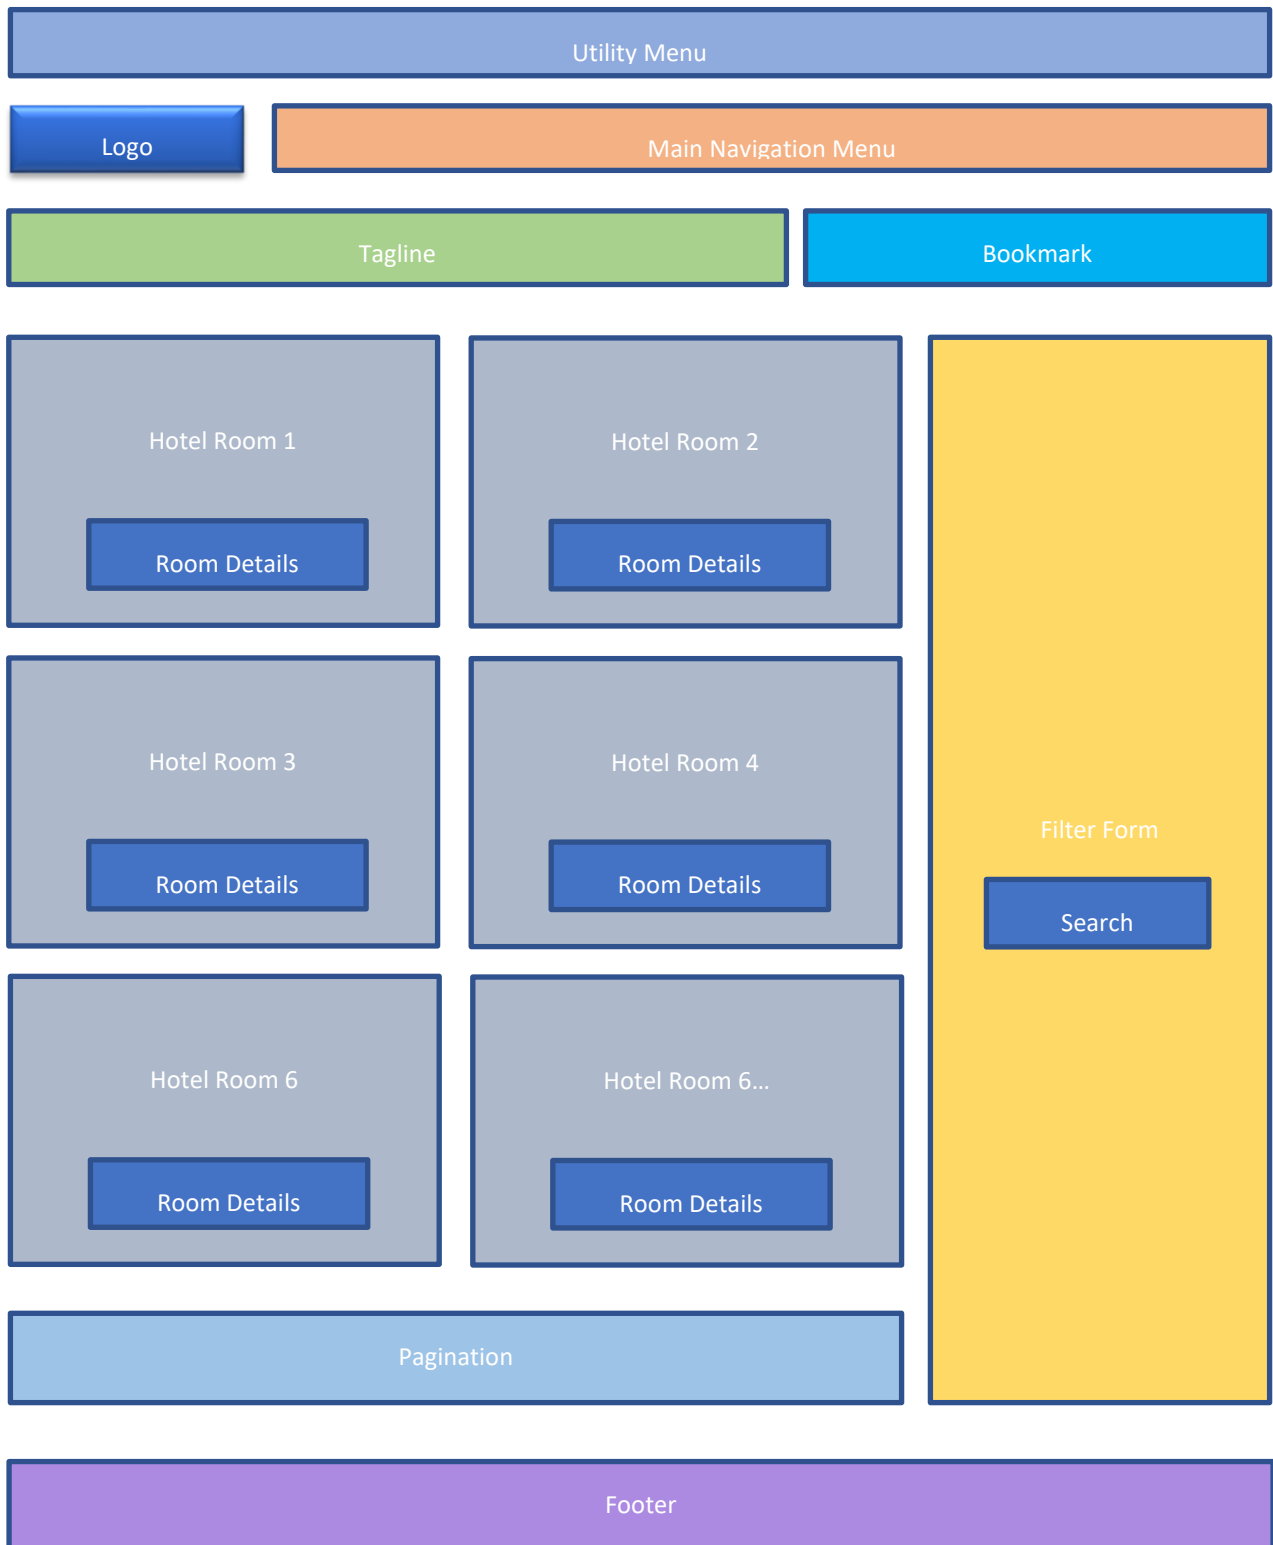 Utility Menu
Logo
Main Navigation Menu
Tagline
Bookmark
Hotel Room 1
Room Details
Hotel Room 2
Room Details
Hotel Room 3
Room Details
Hotel Room 4
Room Details
Hotel Room 6
Room Details
Hotel Room 6...
Room Details
Filter Form
Search
Pagination
Footer